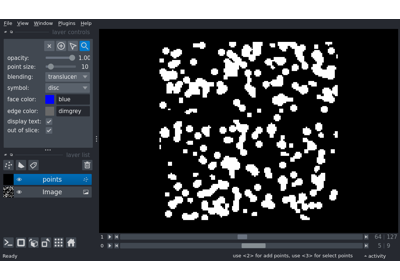 File View Window Plugins Help
layer controls
opacity: 1.00
point size: 10
blending: translucen
symbol: disc
face color: blue
edge color: dimgrey
display text:
out of slice:
layer list
points
Image
1 64 127
0 5 9
Ready use <2> for add points, use <3> for select points activity